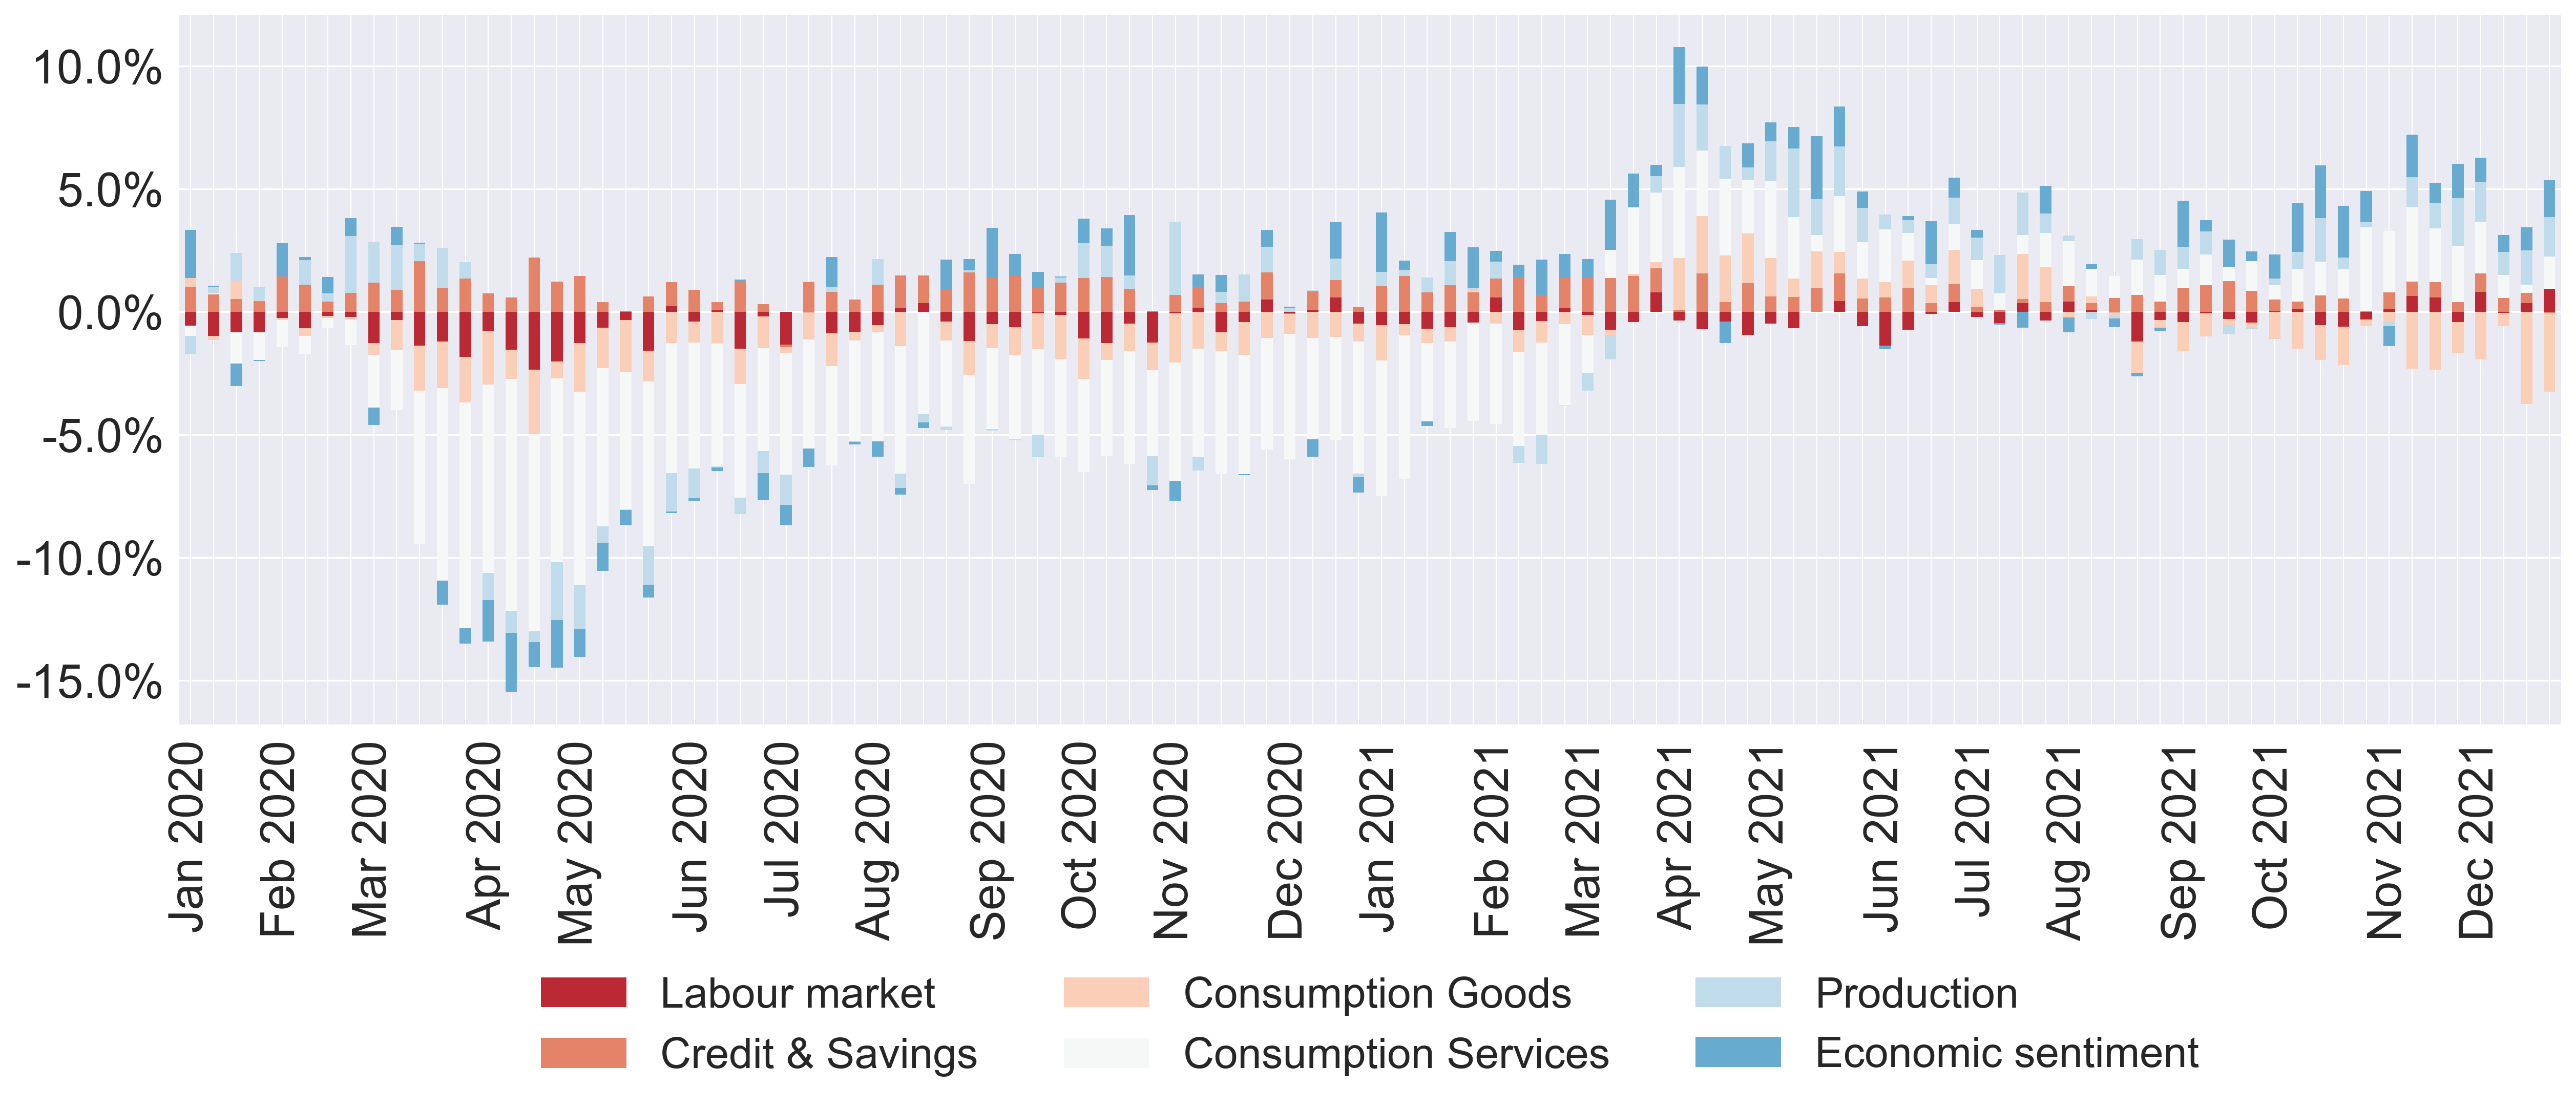 10.0%
5.0%
0.0%
-5.0%
-10.0%
-15.0%
Jan 2020
Feb 2020
Mar 2020
Apr 2020
May 2020
Jun 2020
Jul 2020
Aug 2020
Sep 2020
Oct 2020
Nov 2020
Dec 2020
Jan 2021
Feb 2021
Mar 2021
Apr 2021
May 2021
Jun 2021
Jul 2021
Aug 2021
Sep 2021
Oct 2021
Nov 2021
Dec 2021
Labour market
Consumption Goods
Production
Credit & Savings
Consumption Services
Economic sentiment